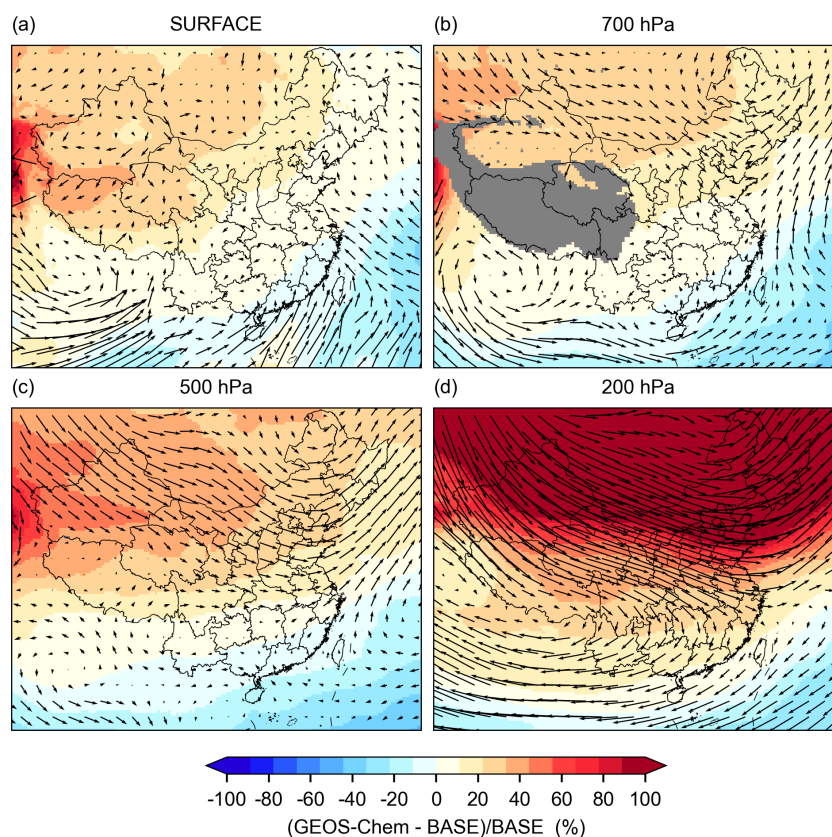 (a) SURFACE
(b) 700 hPa
(c) 500 hPa
(d) 200 hPa
-100 -80 -60 -40 -20 0 20 40 60 80 100
(GEOS-Chem - BASE)/BASE (%)